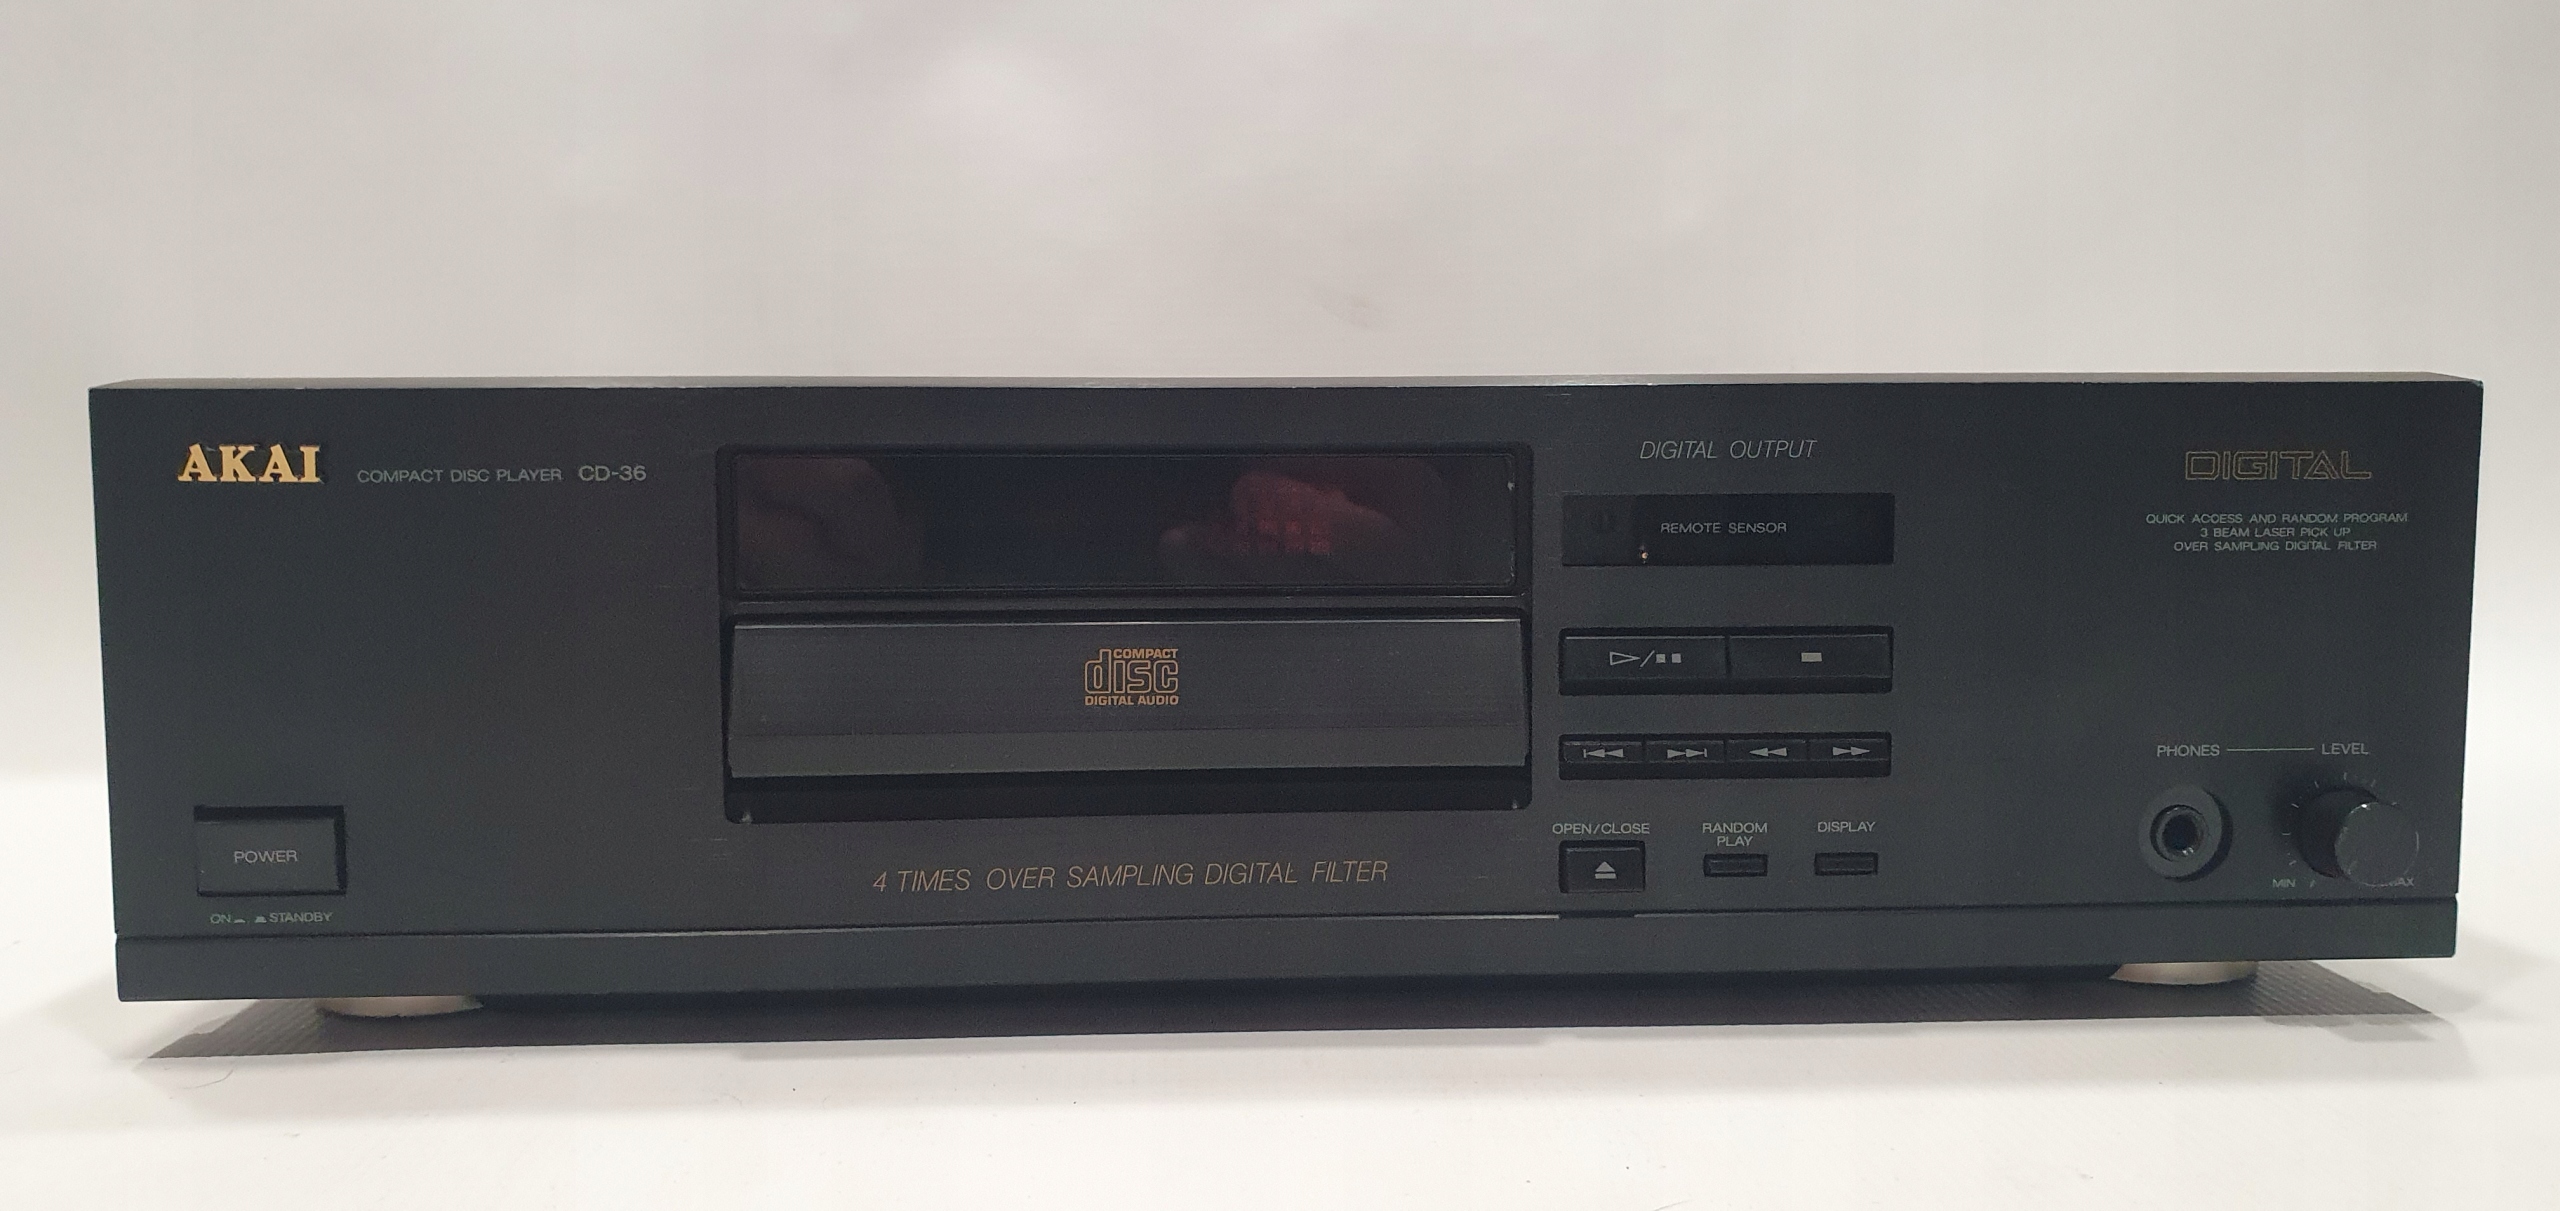 AKAI COMPACT DISC PLAYER CD-36
DIGITAL OUTPUT
REMOTE SENSOR
DIGITAL
QUICK ACCESS AND RANDOM PROGRAM
3 BEAM LASER PICK UP
OVER SAMPLING DIGITAL FILTER
COMPACT
disc
DIGITAL AUDIO
4 TIMES OVER SAMPLING DIGITAL FILTER
POWER
ON STANDBY
OPEN/CLOSE
RANDOM
PLAY
DISPLAY
PHONES LEVEL
MIN